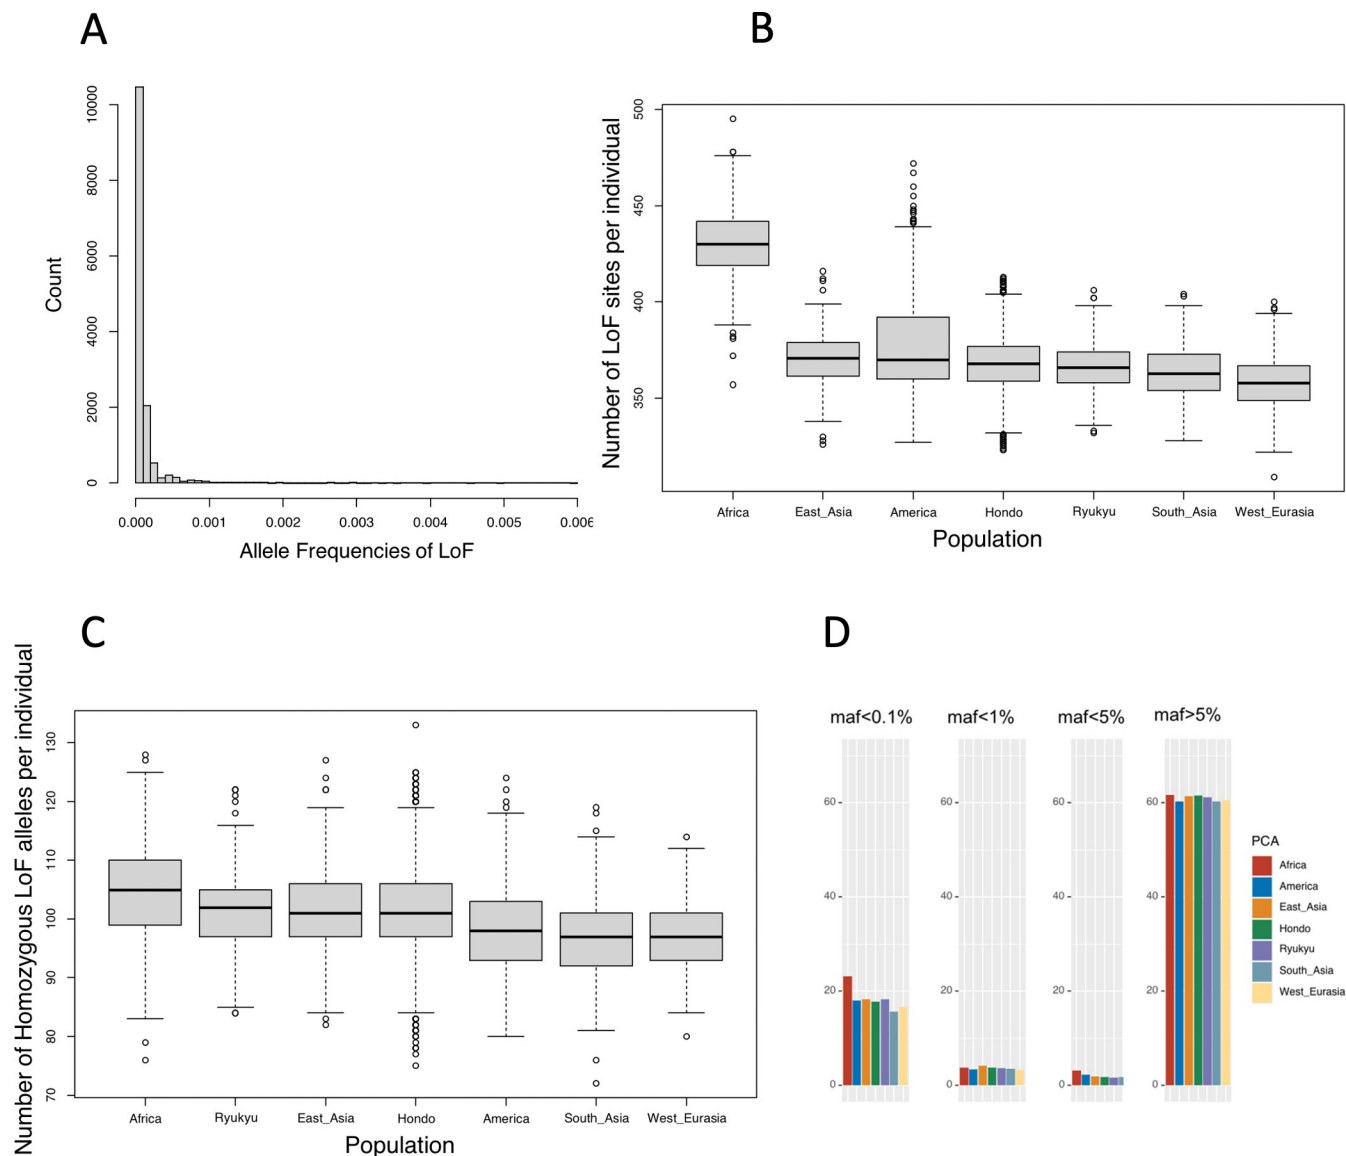 A
B
10000
8000
6000
4000
2000
0
Count
0.000 0.001 0.002 0.003 0.004 0.005 0.006
Allele Frequencies of LoF
Number of LoF sites per individual
500
450
400
350
Africa East_Asia America Hondo Ryukyu South_Asia West_Eurasia
Population
C
D
Number of Homozygous LoF alleles per individual
130
120
110
100
90
80
70
Africa Ryukyu East_Asia Hondo America South_Asia West_Eurasia
Population
maf<0.1% maf<1% maf<5% maf>5%
60 60 60 60
40 40 40 40
20 20 20 20
0 0 0 0
PCA
Africa
America
East_Asia
Hondo
Ryukyu
South_Asia
West_Eurasia